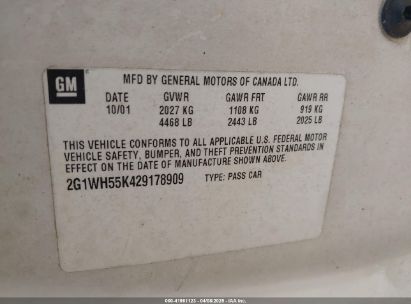 GM
MFD BY GENERAL MOTORS OF CANADA LTD.
DATE GVWR GAWR FRT GAWR RR
10/01 2027 KG 1108 KG 919 KG
4468 LB 2443 LB 2025 LB
THIS VEHICLE CONFORMS TO ALL APPLICABLE U.S. FEDERAL MOTOR
VEHICLE SAFETY, BUMPER, AND THEFT PREVENTION STANDARDS IN
EFFECT ON THE DATE OF MANUFACTURE SHOWN ABOVE.
2G1WH55K429178909 TYPE: PASS CAR